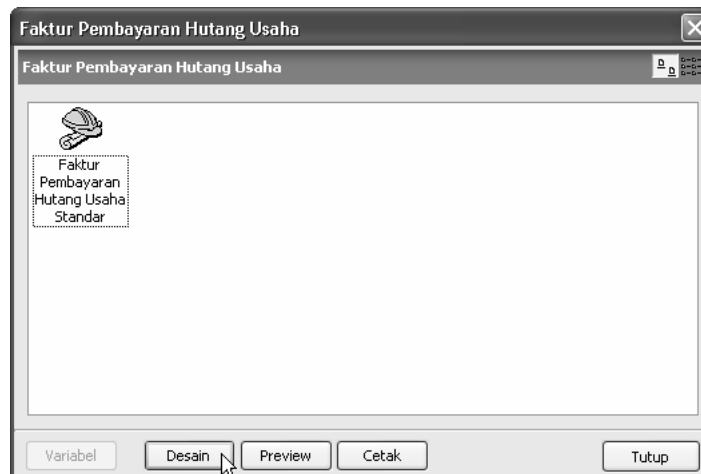 Faktur Pembayaran Hutang Usaha
Faktur Pembayaran Hutang Usaha
Faktur
Pembayaran
Hutang Usaha
Standar
Variabel Desain Preview Cetak Tutup